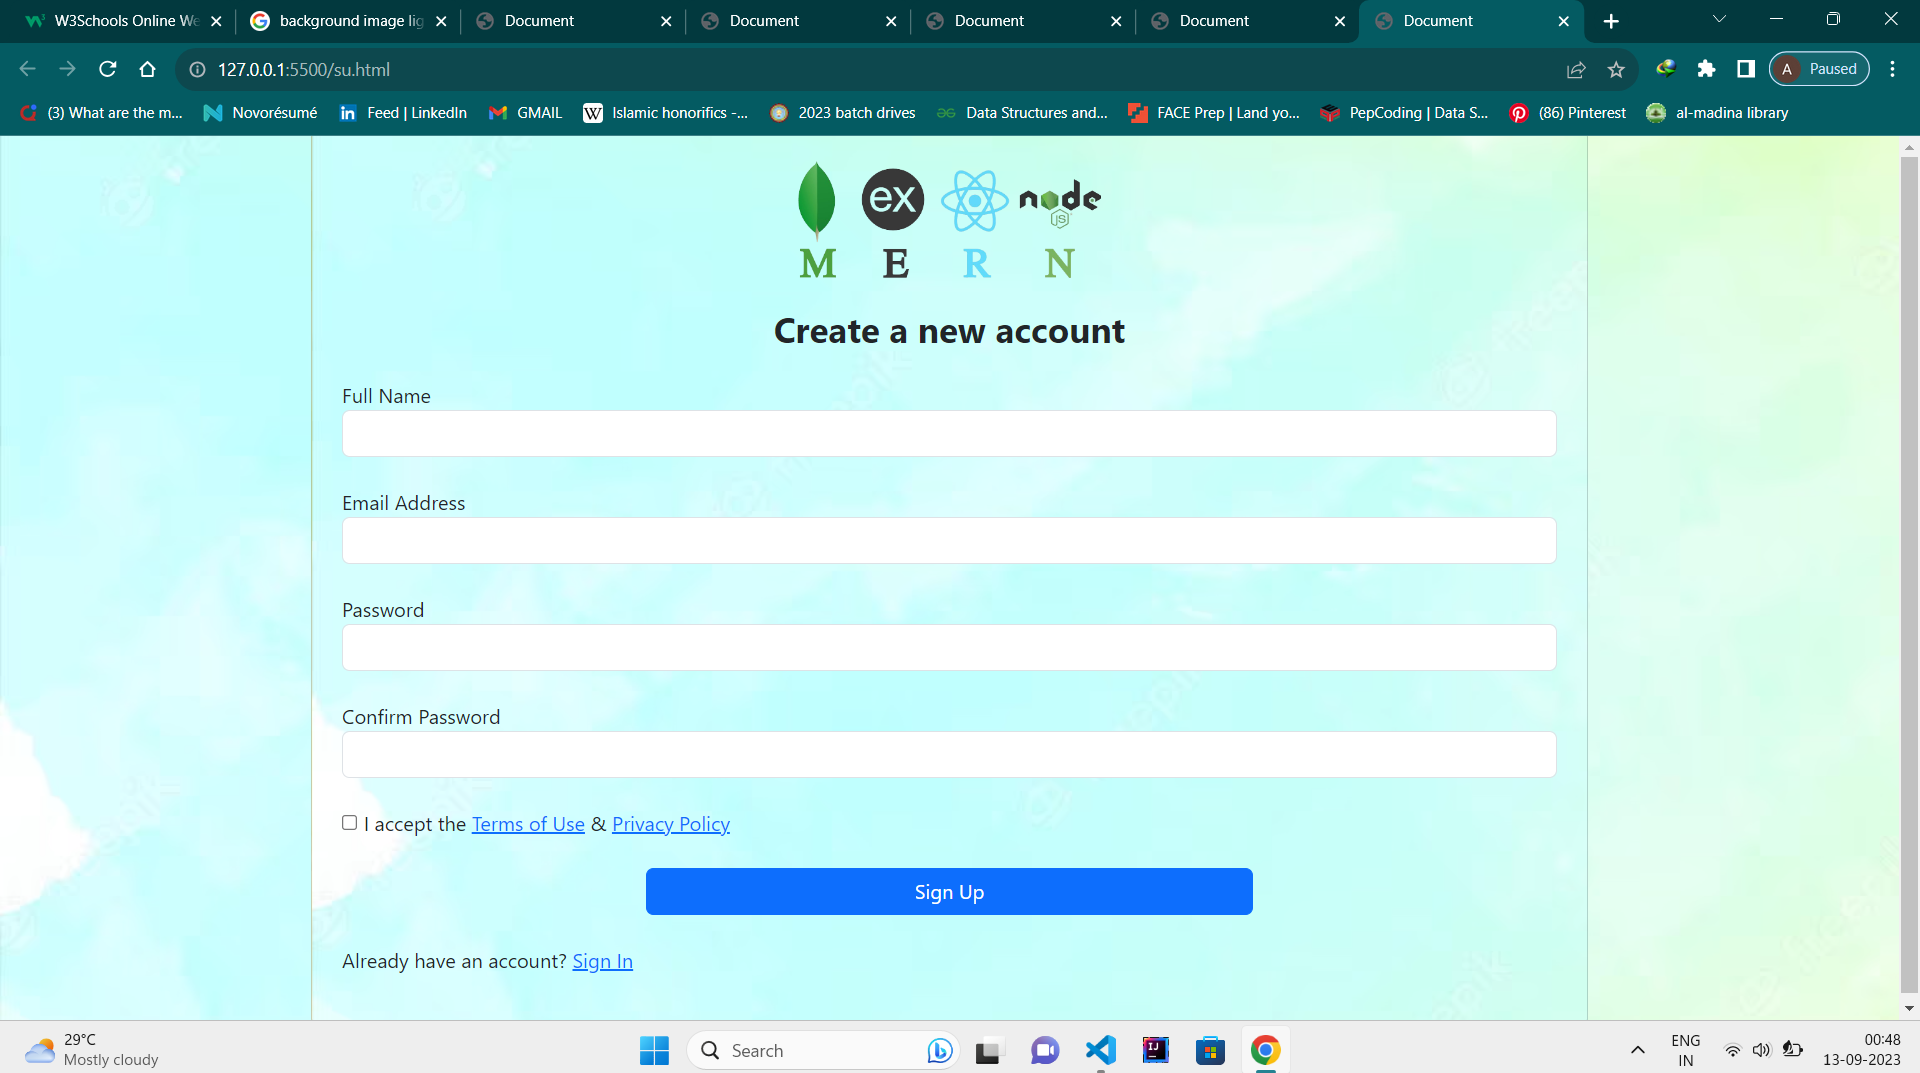 W3Schools Online We
background image lig
Document
Document
Document
Document
Document
127.0.0.1:5500/su.html
A
Paused
(3) What are the m...
Novorésumé
Feed | LinkedIn
GMAIL
Islamic honorifics -...
2023 batch drives
Data Structures and...
FACE Prep | Land yo...
PepCoding | Data S...
(86) Pinterest
al-madina library
ex
node
JS
M E R N
Create a new account
Full Name
Email Address
Password
Confirm Password
I accept the Terms of Use & Privacy Policy
Sign Up
Already have an account? Sign In
29°C
Mostly cloudy
Search
ENG
IN
00:48
13-09-2023